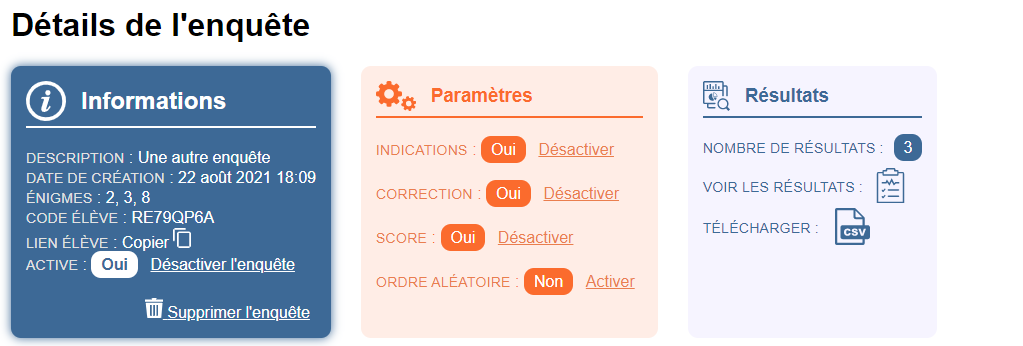 Détails de l'enquête
Informations
DESCRIPTION : Une autre enquête
DATE DE CRÉATION : 22 août 2021 18:09
ÉNIGMES : 2, 3, 8
CODE ÉLÈVE : RE79QP6A
LIEN ÉLÈVE : Copier
ACTIVE : Oui Désactiver l'enquête
Supprimer l'enquête
Paramètres
INDICATIONS : Oui Désactiver
CORRECTION : Oui Désactiver
SCORE : Oui Désactiver
ORDRE ALÉATOIRE : Non Activer
Résultats
NOMBRE DE RÉSULTATS : 3
VOIR LES RÉSULTATS :
TÉLÉCHARGER : CSV